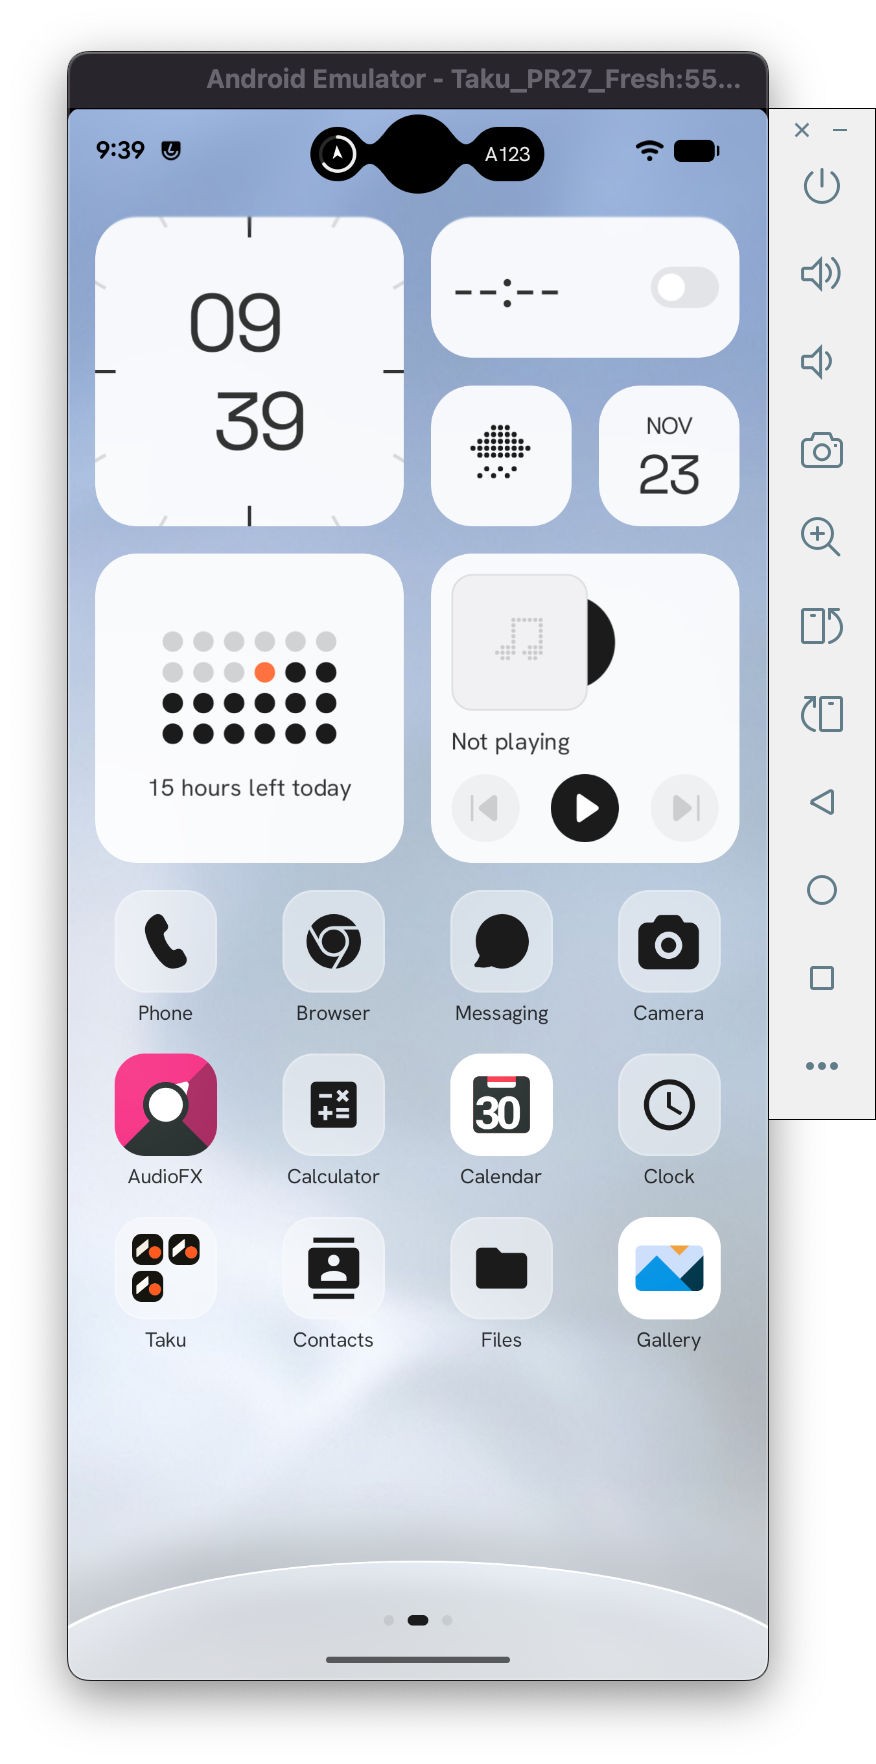 Android Emulator - Taku_PR27_Fresh:55...
9:39
A123
09
39
--:--
NOV
23
15 hours left today
Not playing
Phone
Browser
Messaging
Camera
30
AudioFX
Calculator
Calendar
Clock
Taku
Contacts
Files
Gallery